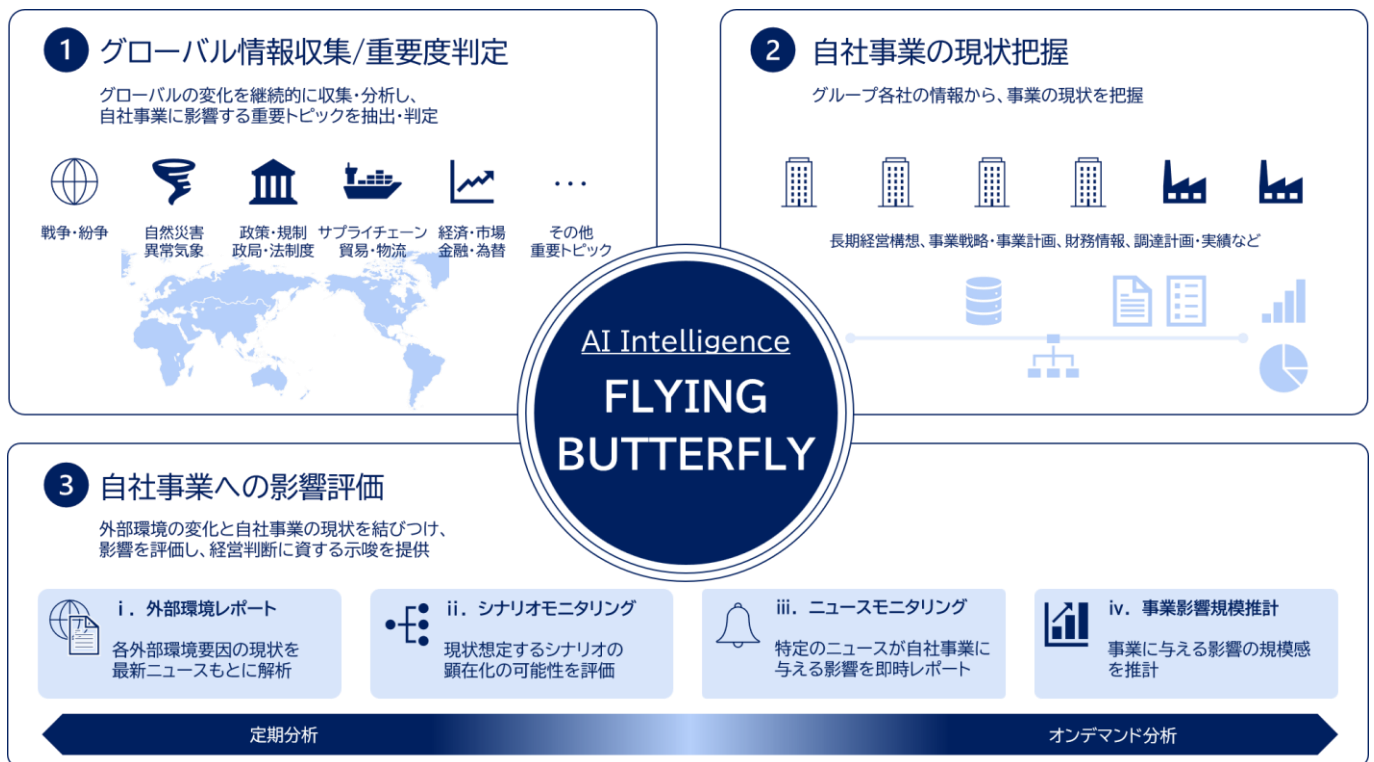 1 グローバル情報収集/重要度判定
グローバルの変化を継続的に収集・分析し、
自社事業に影響する重要トピックを抽出・判定
戦争・紛争
自然災害
異常気象
政策・規制
政局・法制度
サプライチェーン
貿易・物流
経済・市場
金融・為替
…
その他
重要トピック
2 自社事業の現状把握
グループ各社の情報から、事業の現状を把握
長期経営構想、事業戦略・事業計画、財務情報、調達計画・実績など
AI Intelligence
FLYING
BUTTERFLY
3 自社事業への影響評価
外部環境の変化と自社事業の現状を結びつけ、
影響を評価し、経営判断に資する示唆を提供
ⅰ. 外部環境レポート
各外部環境要因の現状を
最新ニュースもとに解析
ⅱ. シナリオモニタリング
現状想定するシナリオの
顕在化の可能性を評価
ⅲ. ニュースモニタリング
特定のニュースが自社事業に
与える影響を即時レポート
ⅳ. 事業影響規模推計
事業に与える影響の規模感
を推計
定期分析
オンデマンド分析